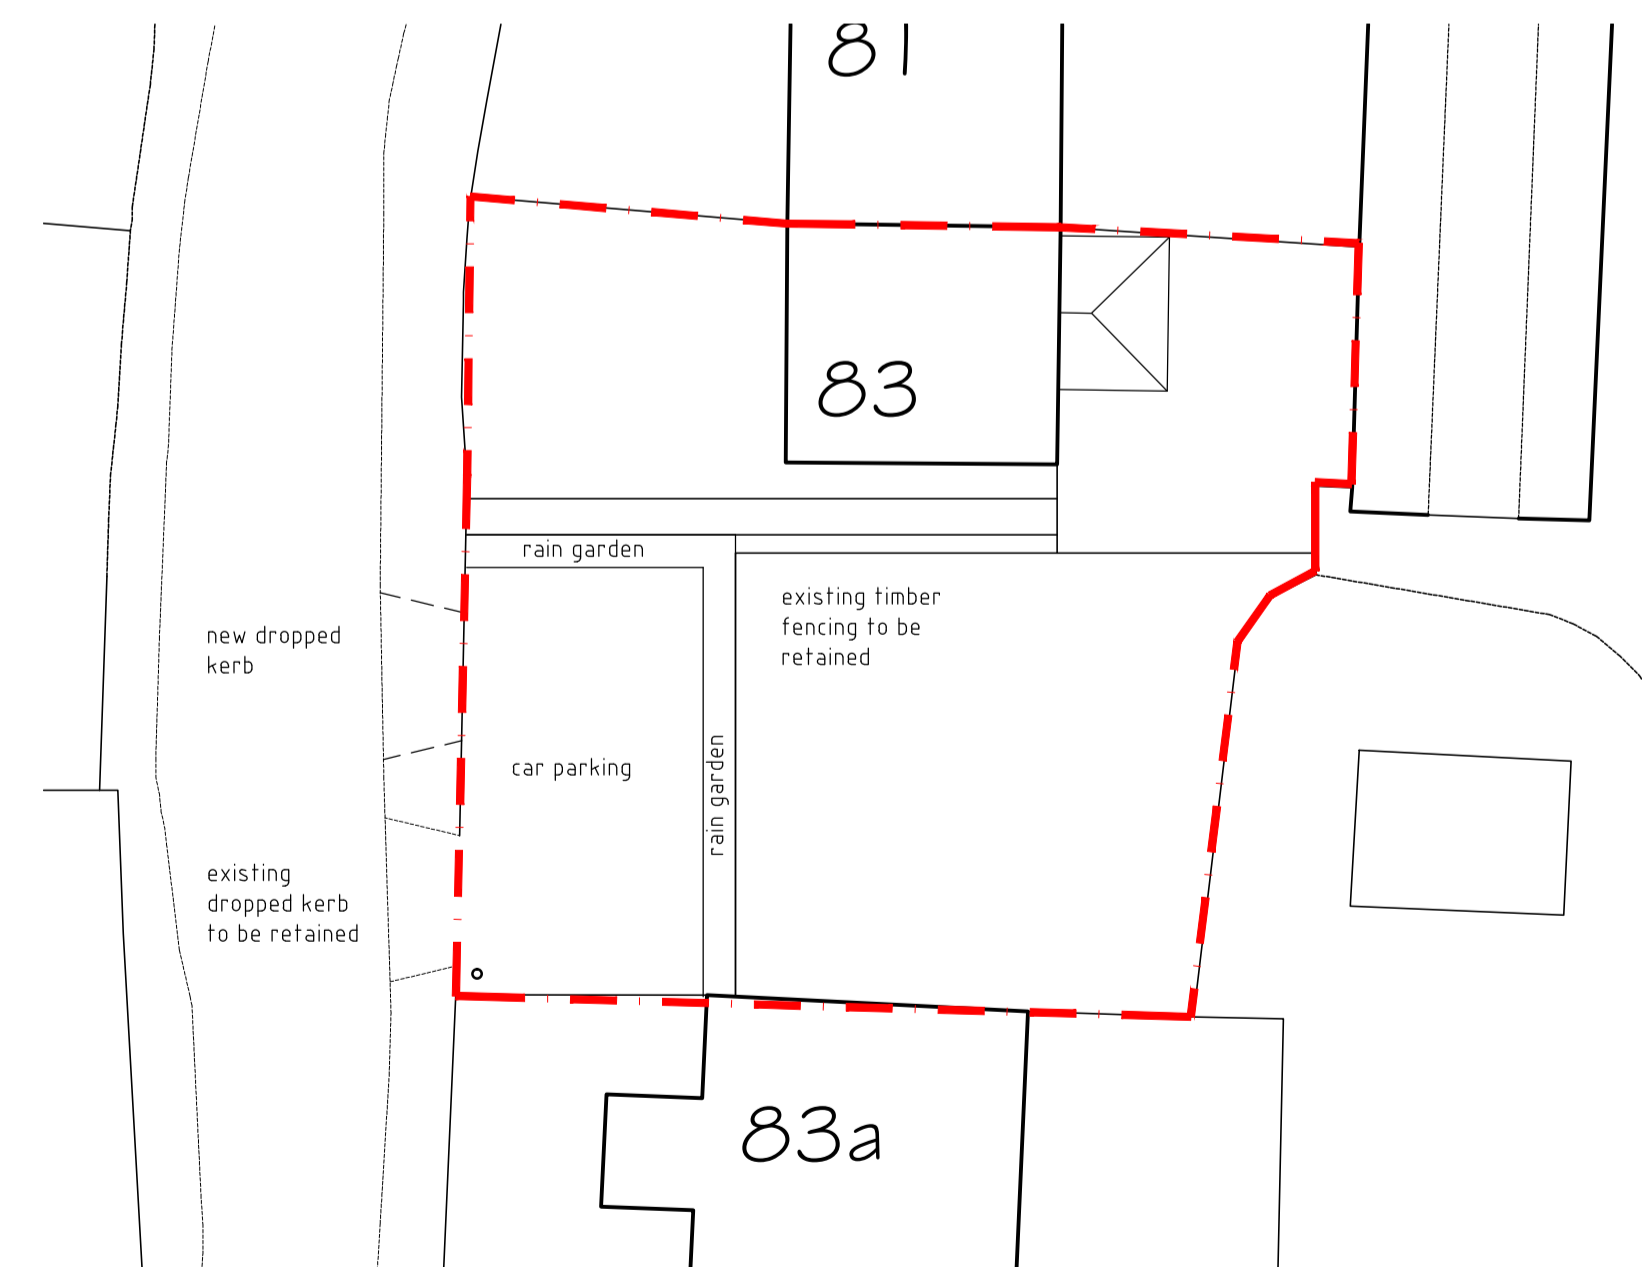 81
83
rain garden
existing timber
fencing to be
retained
new dropped
kerb
car parking
rain garden
existing
dropped kerb
to be retained
83a